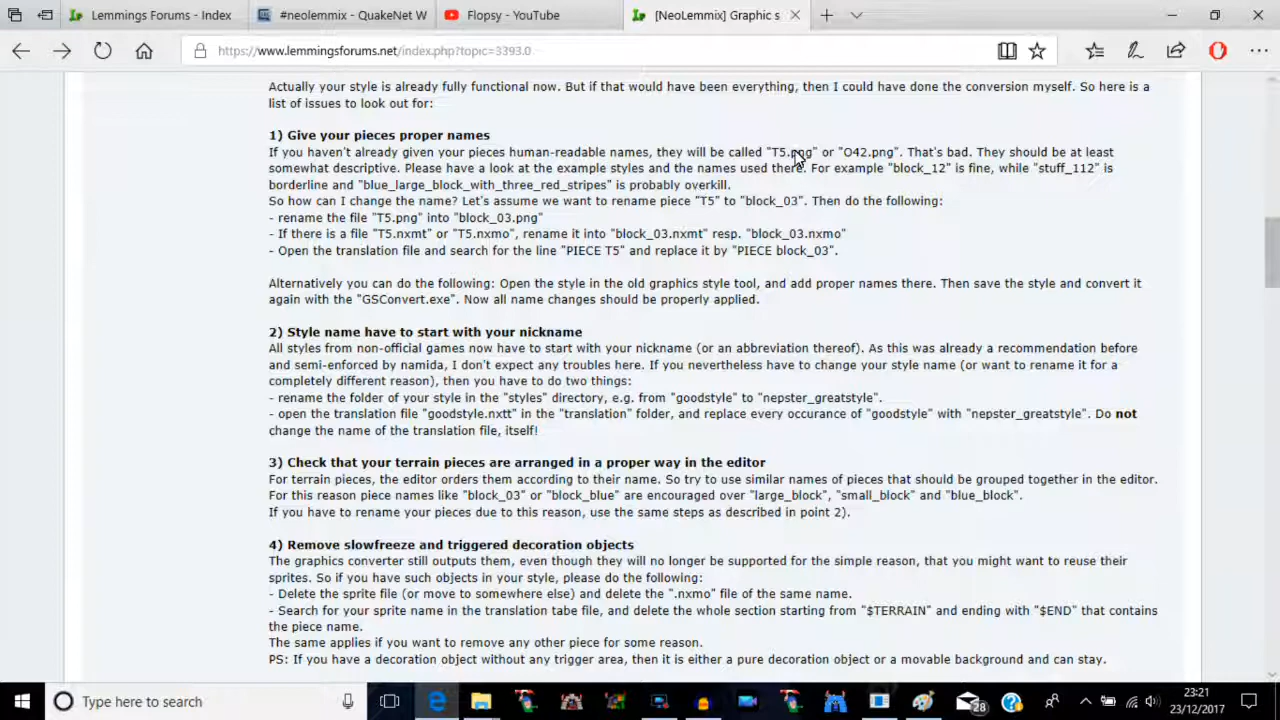 Lemmings Forums - Index
#neolemmix - QuakeNet W
Flopsy - YouTube
[NeoLemmix] Graphic s
https://www.lemmingsforums.net/index.php?topic=3393.0
Actually your style is already fully functional now. But if that would have been everything, then I could have done the conversion myself. So here is a
list of issues to look out for:
1) Give your pieces proper names
If you haven't already given your pieces human-readable names, they will be called "T5.png" or "O42.png". That's bad. They should be at least
somewhat descriptive. Please have a look at the example styles and the names used there. For example "block_12" is fine, while "stuff_112" is
borderline and "blue_large_block_with_three_red_stripes" is probably overkill.
So how can I change the name? Let's assume we want to rename piece "T5" to "block_03". Then do the following:
- rename the file "T5.png" into "block_03.png"
- If there is a file "T5.nxmt" or "T5.nxmo", rename it into "block_03.nxmt" resp. "block_03.nxmo"
- Open the translation file and search for the line "PIECE T5" and replace it by "PIECE block_03".
Alternatively you can do the following: Open the style in the old graphics style tool, and add proper names there. Then save the style and convert it
again with the "GSConvert.exe". Now all name changes should be properly applied.
2) Style name have to start with your nickname
All styles from non-official games now have to start with your nickname (or an abbreviation thereof). As this was already a recommendation before
and semi-enforced by namida, I don't expect any troubles here. If you nevertheless have to change your style name (or want to rename it for a
completely different reason), then you have to do two things:
- rename the folder of your style in the "styles" directory, e.g. from "goodstyle" to "nepster_greatstyle".
- open the translation file "goodstyle.nxtt" in the "translation" folder, and replace every occurance of "goodstyle" with "nepster_greatstyle". Do not
change the name of the translation file, itself!
3) Check that your terrain pieces are arranged in a proper way in the editor
For terrain pieces, the editor orders them according to their name. So try to use similar names of pieces that should be grouped together in the editor.
For this reason piece names like "block_03" or "block_blue" are encouraged over "large_block", "small_block" and "blue_block".
If you have to rename your pieces due to this reason, use the same steps as described in point 2).
4) Remove slowfreeze and triggered decoration objects
The graphics converter still outputs them, even though they will no longer be supported for the simple reason, that you might want to reuse their
sprites. So if you have such objects in your style, please do the following:
- Delete the sprite file (or move to somewhere else) and delete the ".nxmo" file of the same name.
- Search for your sprite name in the translation tabe file, and delete the whole section starting from "$TERRAIN" and ending with "$END" that contains
the piece name.
The same applies if you want to remove any other piece for some reason.
PS: If you have a decoration object without any trigger area, then it is either a pure decoration object or a movable background and can stay.
Type here to search
28
23:21
23/12/2017